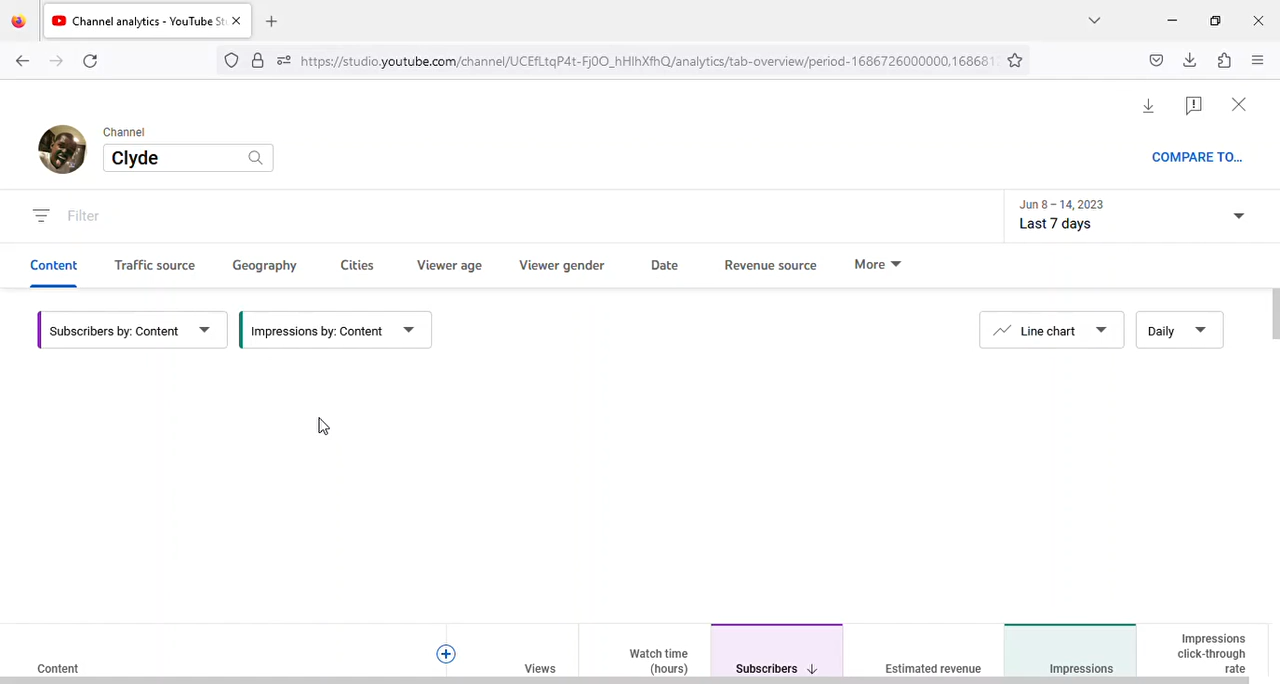 Channel analytics - YouTube St
https://studio.youtube.com/channel/UCEfLtqP4t-Fj0O_hHIhXfhQ/analytics/tab-overview/period-1686726000000,168681
Channel
Clyde
COMPARE TO...
Filter
Jun 8 – 14, 2023
Last 7 days
Content Traffic source Geography Cities Viewer age Viewer gender Date Revenue source More
Subscribers by: Content Impressions by: Content Line chart Daily
Content Views Watch time (hours) Subscribers Estimated revenue Impressions Impressions click-through rate